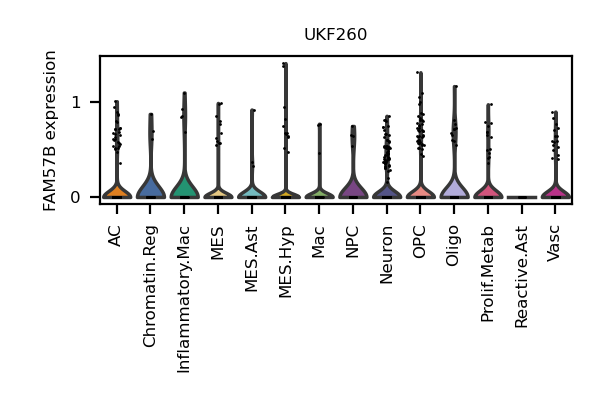 UKF260
FAM57B expression
1
0
AC
Chromatin.Reg
Inflammatory.Mac
MES
MES.Ast
MES.Hyp
Mac
NPC
Neuron
OPC
Oligo
Prolif.Metab
Reactive.Ast
Vasc